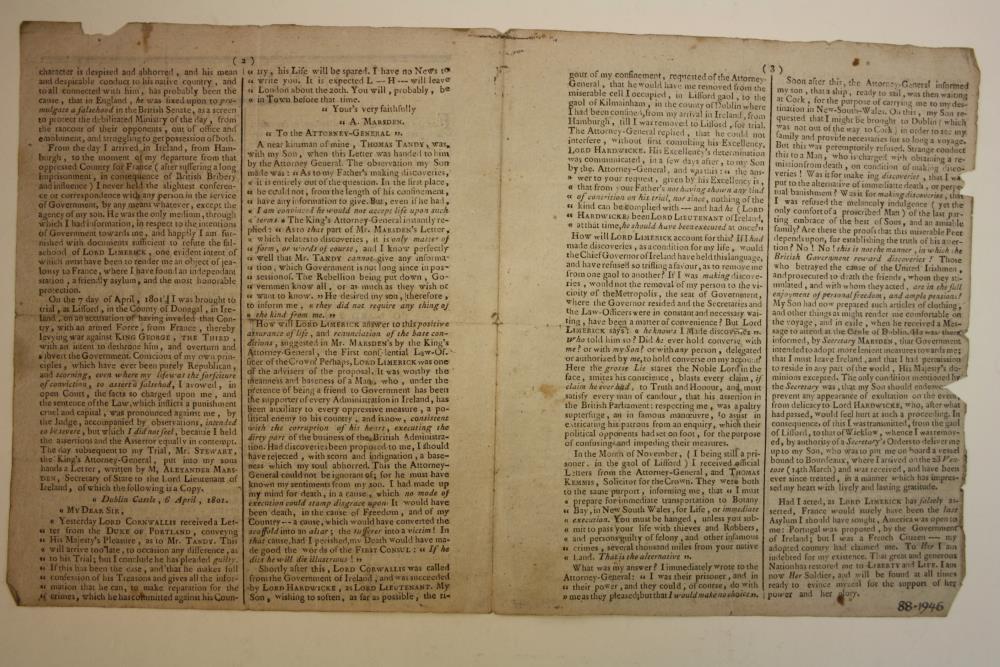 ( 2 )
character is despised and abhorred , and his mean
and despicable conduct to his native country , and
to all connected with him , has probably been the
cause , that in England , he was fixed upon to pro-
mulgate a falsehood in the British Senate , as a screen
to protect the debilitated Ministry of the day , from
the rancour of their opponents , out of office and
emolument , and struggling to get possession of both.
From the day I arrived , in Ireland , from Ham-
burgh , to the moment of my departure from that
oppressed Country for France ( after suffering a long
imprisonment , in consequence of British Bribery
and influence ) I never held the slightest conferen-
ce or correspondence with any person in the service
of Government , by any means whatever , except the
agency of my son. He was the only medium , through
which I had information , in respect to the intentions
of Government towards me , and happily I am fur-
nished with documents sufficient to refute the fal-
sehood of LORD LIMERICK , one evident intent of
which must have been to render me an object of jea-
lousy to France , where I have found an independant
station , a friendly asylum , and the most honorable
protection.
On the 7 day of April , 1801 , I was brought to
trial , at Lifford , in the County of Donegal , in Ire-
land , on an accusation of having invaded that Coun-
try , with an armed Force , from France , thereby
levying war against KING GEORGE , THE THIRD ,
with an intent to dethrone him , and overturn and
subvert the Government. Concious of my own prin-
ciples , which have ever been purely Republican ,
and scorning , even where my life was the forfeiture
of conviction, to assert a falsehod , I avowed , in
open Court , the facts so charged upon me , and
the sentence of the Law , which inflicts a punishment
cruel and capital , was pronounced against me , by
the Judge , accompanied by observations , intended
to be severe , but which I did not feel , because I held
the assertions and the Assertor equally in contempt.
The day subsequent to my Trial , Mr. STEWART ,
the King's Attorney-General , put into my sons
hands a Letter , written by M, ALEXANDER MARS-
DEN, Secretary of State to the Lord Lieutenant of
Ireland , of which the following is a Copy.
« Dublin Castle , 6 April , 1801.
« MY DEAR SIR ,
« Yesterday LORD CORWALLIS received a Let-
« ter from the DUKE OF PORTLAND , conveying
« His Majesty's Pleasure , as to Mr. TANDY. This
« will arrive too late , to occasion any difference , as
« to his Trial ; but I conclude he has pleaded guilty :
« If this has been the case , and that he makes full
« confession of his Treasons and gives all the infor-
« mation that he can , to make reparation for the
« crimes , which he has committed against his Coun-
« try , his Life will be spared. I have no News to
« write you. It is expected L — H — will leave
« London about the 20th. You will , probably , be
« in Town before that time.
« Your's very faithfully
« A. MARSDEN.
« To the ATTORNEY-GENERAL ».
A near kinsman of mine , THOMAS TANDY, was
with my Son , when this Letter was handed to him
by the Attorney General. The observation my Son
made was : « As to my Father's making discoveries,
« it is entirely out of the question. In the first place,
« he could not , from the length of his confinement ,
« have any information to give. But , even if he had ,
« I am convinced he would not accept life upon such
« terms. » The King's Attorney-General instantly re-
plied : « As to that part of Mr. MARSDEN's Letter ,
« which relates to discoveries , it is only matter of
« form , or words of course , and I know perfectly
« well that Mr. TANDY cannot give any informa-
« tion , which Government is not long since in pos-
« session of. The Rebellion being put down , Go-
« vernmen know all , or as much as they wish or
« want to know. » He desired my son , therefore ,
to inform me , « they did not require any thing of
« the kind from me. »
How will LORD LIMERICK answer to this positive
assurance of life , and renunciation of the base con-
ditions , suggested in Mr. MARSDEN's by the King's
Attorney-General , the First confidential Law-Of-
ficer of the Crown? Perhaps, LORD LIMERICK was one
of the advisers of the proposal. It was worthy the
meanness and baseness of a Man , who , under the
pretence of being a friend to Government has been
the supporter of every Administration in Ireland , has
been auxiliary to every oppressive measure , a po-
litical enemy to his country , and is now , consistent
with the corruption of his heart, executing the
dirty part of the business of the British Administra-
tion. Had discoveries been proposed to me , I should
have rejected , with scorn and indignation , a base-
ness which my soul abhorred. This the Attorney-
General could not be ignorant of; for he must have
known my sentiments from my son. I had made up
my mind for death , in a cause , which no mode of
execution could stamp disgrace upon. It would have
been death , in the cause of Freedom , and of my
Country -- a cause , which would have converted the
scaffold into an altar ; the sufferer into a victim ! In
that cause, had I perished, my Death would have ma-
de good the words of the FIRST CONSUL : « If he
dies he will die illustrerous ! »
Shortly after this , LORD CORWALLIS was called
from the Government of Ireland , and was succeeded
by LORD HARDWICKE , as LORD LIEUTENANT. My
Son , wishing to soften , as far as possible , the ri-
( 3 )
gour of my confinement , requested of the Attorney-
General , that he would have me removed from the
miserable cell I occupied , in Lifford gaol , to the
gaol of Kilmainham , in the county of Dublin where
I had been confined , from my arrival in Ireland , from
Hamburgh , till I was removed to Lifford , for trial.
The Attorney-General replied , that he could not
interfere , without first consulting his Excellency ,
LORD HARDWICKE. His Excellency's determination
was communicated , in a few days after , to my Son
by the Attorney-General , and was this : « the ans-
« wer to your request , given by his Excellency is ,
« that from your Father's not having shown any kind
« of contrition on his trial, nor since, nothing of the
« kind can be complied with — and had he ( LORD
« HARDWICKE ) been LORD LIEUTENANT of Ireland ,
« at that time, he should have been executed at once! »
How will LORD LIMERICK account for this? If I had
made discoveries , as a condition for my life , would
the Chief Governor of Ireland have held this language ,
and have refused so trifling a favour , as to remove me
from one goal to another? If I was making discove-
ries , would not the removal of my person to the vi-
cinity of the Metropolis , the seat of Government ,
where the Governor resided and the Secretaries and
the Law-Officers were in constant and necessary wai-
ting , have been a matter of convenience? But Lord
LIMERICK says : « he knows I Made discoveries ».
Who told him so? Did he ever hold converse with
me? or with my Son? or with any person , delegated
or authorised by me, to hold converse on my account?
Here the grosse Lie stares the Noble Lord in the
face , smites his conscience , blasts every claim , if
claim he ever had , to Truth and Honour , and must
satisfy every man of candour , that his assertion in
the British Parliament : respecting me , was a paltry
subterfuge , an in famous manœuvre , to assist in
extricating his patrons from an enquiry , which their
political opponents had set on foot , for the purpose
of confusing and impeding their measures.
In the Month of November , ( I being still a pri-
soner in the gaol of Lifford ) I received official
Letters from the Attorney-General , and THOMAS
KEMMIS , Solicitor for the Crown. They were both
to the same purport , informing me , that « I must
« prepare for immediate transportation to Botany
« Bay , in New South Wales , for Life , or immediate
« execution. You must be hanged , unless you sub-
« mit to pass your life with thieves and Robbers ,
« and persons guilty of felony , and other infamous
« crimes , several thousand miles from your native
« Land. That is the alternative ».
What was my answer? I immediately wrote to the
Attorney-General : « I was their prisoner , and in
« their power , and they could , of course , do with
« me as they pleased; but that I would make no choice ».
Soon after this , the Attorney-General informed
my son , that a ship , ready to sail , was then waiting
at Cork , for the purpose of carrying me to my des-
tination in New-South-Wales. On this , my Son re-
quested that I might be brought to Dublin ( which
was not out of the way to Cork ) in order to see my
family and provide necessaries for so long a voyage.
But this was peremptorily refused. Strange conduct
this to a Man , who is charged with obtaining a re-
mission from death , on condition of making disco-
veries ! Was it for make ing discoveries , that I was
put to the alternative of immediate death , or perpe-
tual banishment? Was it for making discoveries , that
I was refused the melancoly indulgence ( yet the
only comfort of a proscribed Man ) of the last par-
ting embrace of the best of Sons, and an amiable
family? Are these the proofs that this miserable Peer
depends upon, for establishing the truth of his asser-
tion? No ! No ! this is not the manner , in which the
British Government reward discoveries ! Those
who betrayed the cause of the United Irishmen ,
and prosecuted to death the friends , whom they sti-
mulated , and with whom they acted , are in the full
enjoyment of personal freedom , and ample pensions !
My Son had now prepared such articles of clothing ,
and other things as might render me comfortable on
the voyage , and in exile , when he received a Mes-
sage to attend at the Castle of Bublin. He was there
informed , by Secretary MARSDEN , that Government
intended to adopt more lenient measures towards me;
that I must leave Ireland , and that I had permission
to reside in any part of the world , His Majesty's do-
minions excepted. The only condition mentioned by
the Secretary was , that my Son should endeavour
prevent any appearance of exultation on the event,
from delicacy to LORD HARDWICKE , who , after what
had passed , would feel hurt at such a proceeding. In
consequence of this I was transmitted , from the gaol
of Lifford , to that of Wicklow , whence I was remov-
ed , by authority of a Secretary's Orders to deliver me
up to my Son , who was to put me on board a vessel
bound to Bourdeaux , where I arrived on the 23 Ven-
tose ( 14th March ) and was received , and have been
ever since treated , in a manner which has impres-
sed my heart with lively and lasting gratitude.
Had I acted , as LORD LIMERICK has falsely as-
serted , France would surely have been the last
Asylum I should have sought , America was open to
me : Portugal was proposed , by the Government
of Ireland ; but I was a French Citizen — my
adopted country had claimed me. To Her I am
indebted for my existence. That great and generous
Nation has restored me to LIBERTY and LIFE. I am
now Her Soldier , and will be found at all times
ready to evince myself for the support of her
power and her glory.
88-1946